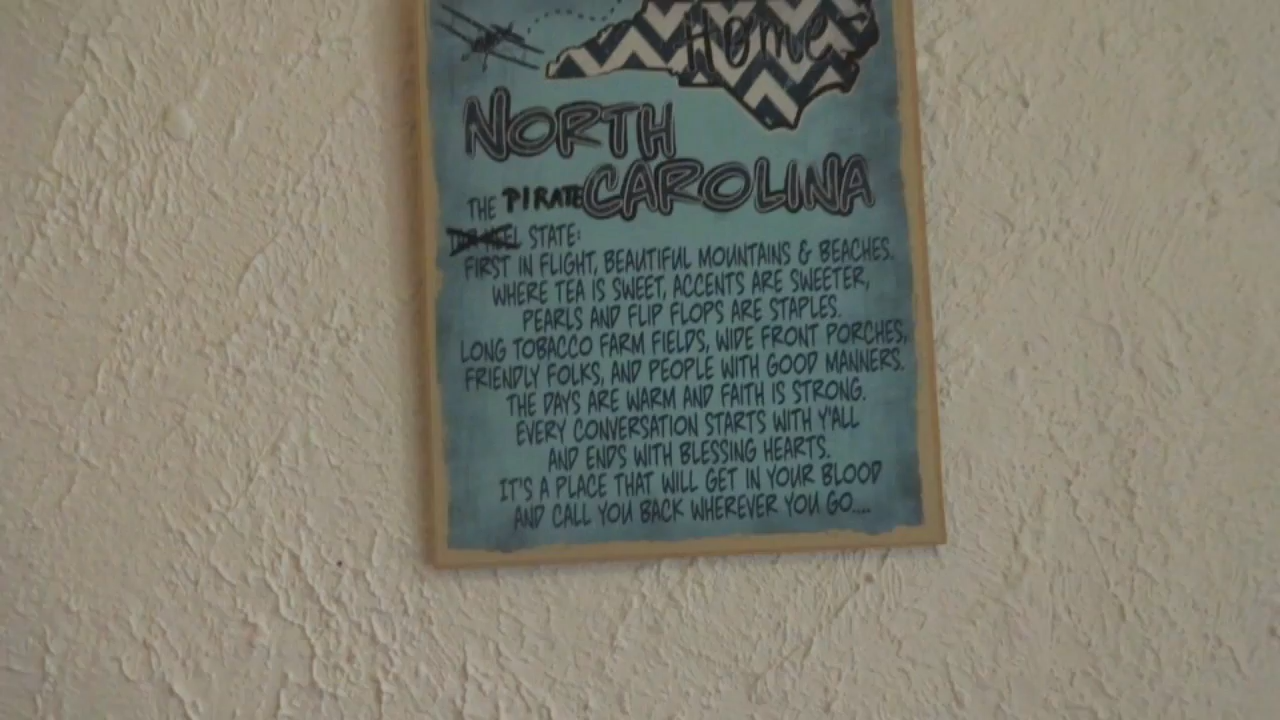 Home
NORTH
CAROLINA
THE PIRATE
TAR HEEL STATE:
FIRST IN FLIGHT, BEAUTIFUL MOUNTAINS & BEACHES.
WHERE TEA IS SWEET, ACCENTS ARE SWEETER,
PEARLS AND FLIP FLOPS ARE STAPLES.
LONG TOBACCO FARM FIELDS, WIDE FRONT PORCHES,
FRIENDLY FOLKS, AND PEOPLE WITH GOOD MANNERS.
THE DAYS ARE WARM AND FAITH IS STRONG.
EVERY CONVERSATION STARTS WITH Y'ALL
AND ENDS WITH BLESSING HEARTS.
IT'S A PLACE THAT WILL GET IN YOUR BLOOD
AND CALL YOU BACK WHEREVER YOU GO....